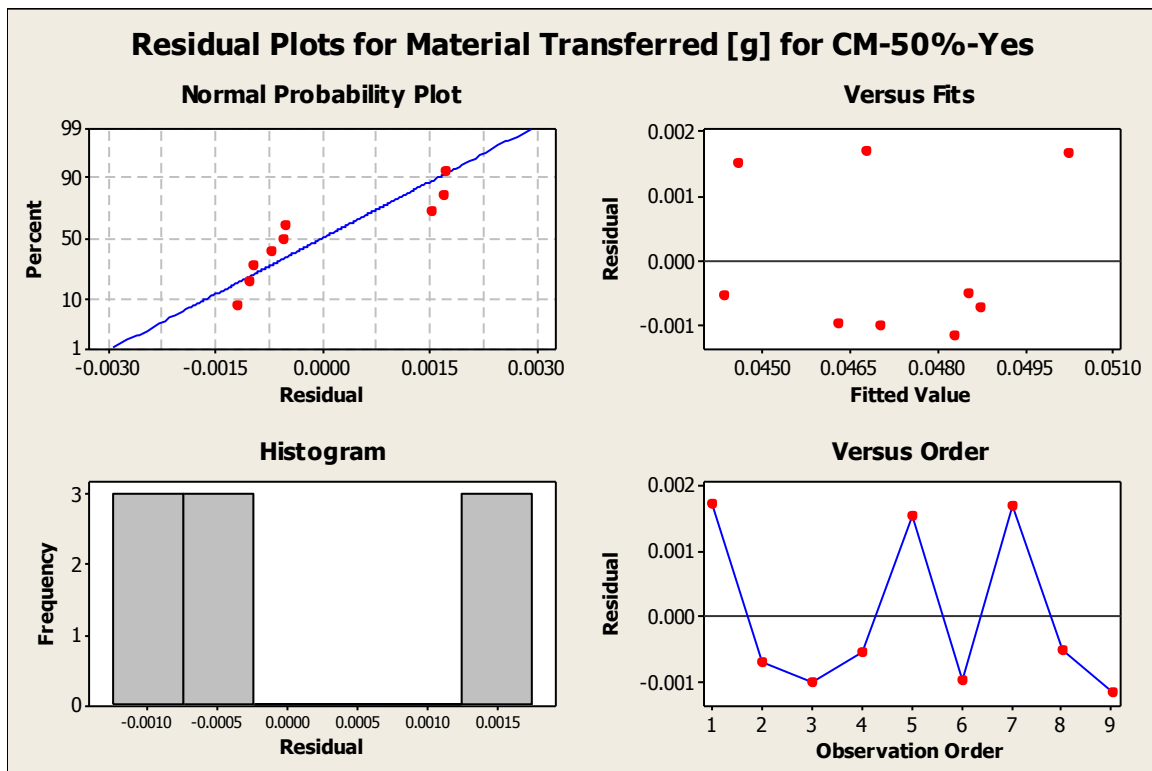 Residual Plots for Material Transferred [g] for CM-50%-Yes
Normal Probability Plot
99
90
50
10
1
Percent
-0.0030 -0.0015 0.0000 0.0015 0.0030
Residual
Versus Fits
0.002
0.001
0.000
-0.001
Residual
0.0450 0.0465 0.0480 0.0495 0.0510
Fitted Value
Histogram
3
2
1
0
Frequency
-0.0010 -0.0005 0.0000 0.0005 0.0010 0.0015
Residual
Versus Order
0.002
0.001
0.000
-0.001
Residual
1 2 3 4 5 6 7 8 9
Observation Order